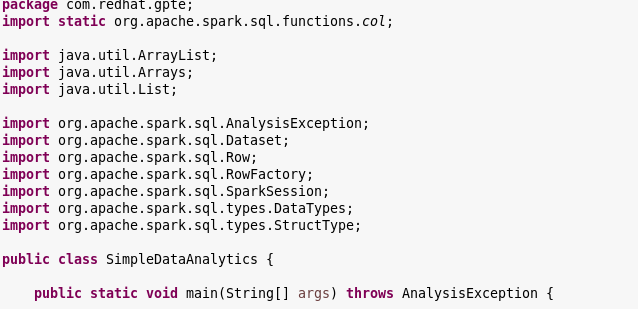 package com.redhat.gpte;
import static org.apache.spark.sql.functions.col;
import java.util.ArrayList;
import java.util.Arrays;
import java.util.List;
import org.apache.spark.sql.AnalysisException;
import org.apache.spark.sql.Dataset;
import org.apache.spark.sql.Row;
import org.apache.spark.sql.RowFactory;
import org.apache.spark.sql.SparkSession;
import org.apache.spark.sql.types.DataTypes;
import org.apache.spark.sql.types.StructType;
public class SimpleDataAnalytics {
public static void main(String[] args) throws AnalysisException {